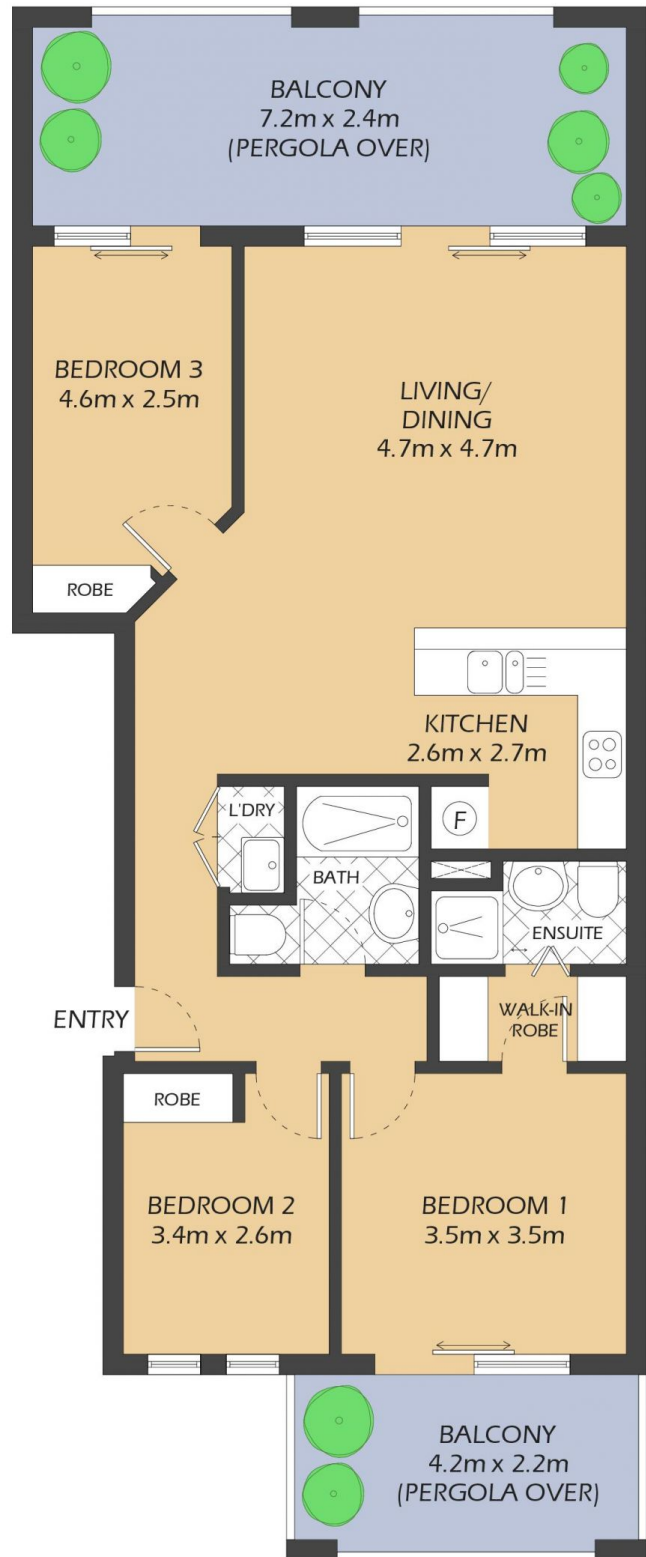 BALCONY
7.2m x 2.4m
(PERGOLA OVER)
BEDROOM 3
4.6m x 2.5m
LIVING/
DINING
4.7m x 4.7m
ROBE
KITCHEN
2.6m x 2.7m
L'DRY
F
BATH
ENSUITE
ENTRY
WALK-IN
ROBE
ROBE
BEDROOM 2
3.4m x 2.6m
BEDROOM 1
3.5m x 3.5m
BALCONY
4.2m x 2.2m
(PERGOLA OVER)